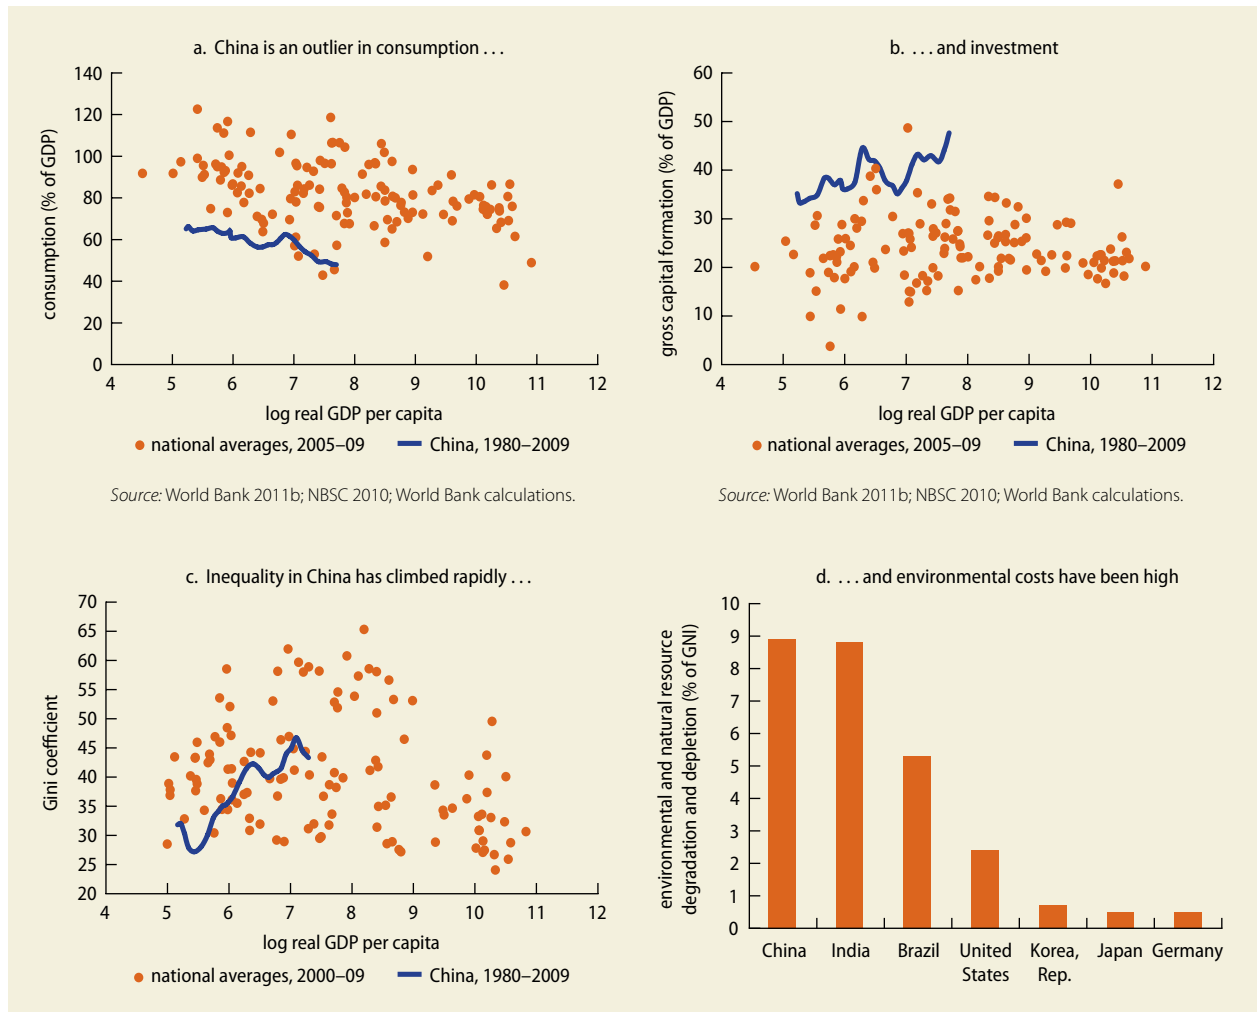 a. China is an outlier in consumption . . .
consumption (% of GDP)
140
120
100
80
60
40
20
0
4 5 6 7 8 9 10 11 12
log real GDP per capita
national averages, 2005–09 China, 1980–2009
Source: World Bank 2011b; NBSC 2010; World Bank calculations.
b. . . . and investment
gross capital formation (% of GDP)
60
50
40
30
20
10
0
4 5 6 7 8 9 10 11 12
log real GDP per capita
national averages, 2005–09 China, 1980–2009
Source: World Bank 2011b; NBSC 2010; World Bank calculations.
c. Inequality in China has climbed rapidly . . .
Gini coefficient
70
65
60
55
50
45
40
35
30
25
20
4 5 6 7 8 9 10 11 12
log real GDP per capita
national averages, 2000–09 China, 1980–2009
d. . . . and environmental costs have been high
environmental and natural resource
degradation and depletion (% of GNI)
10
9
8
7
6
5
4
3
2
1
0
China India Brazil United Korea, Japan Germany
States Rep.